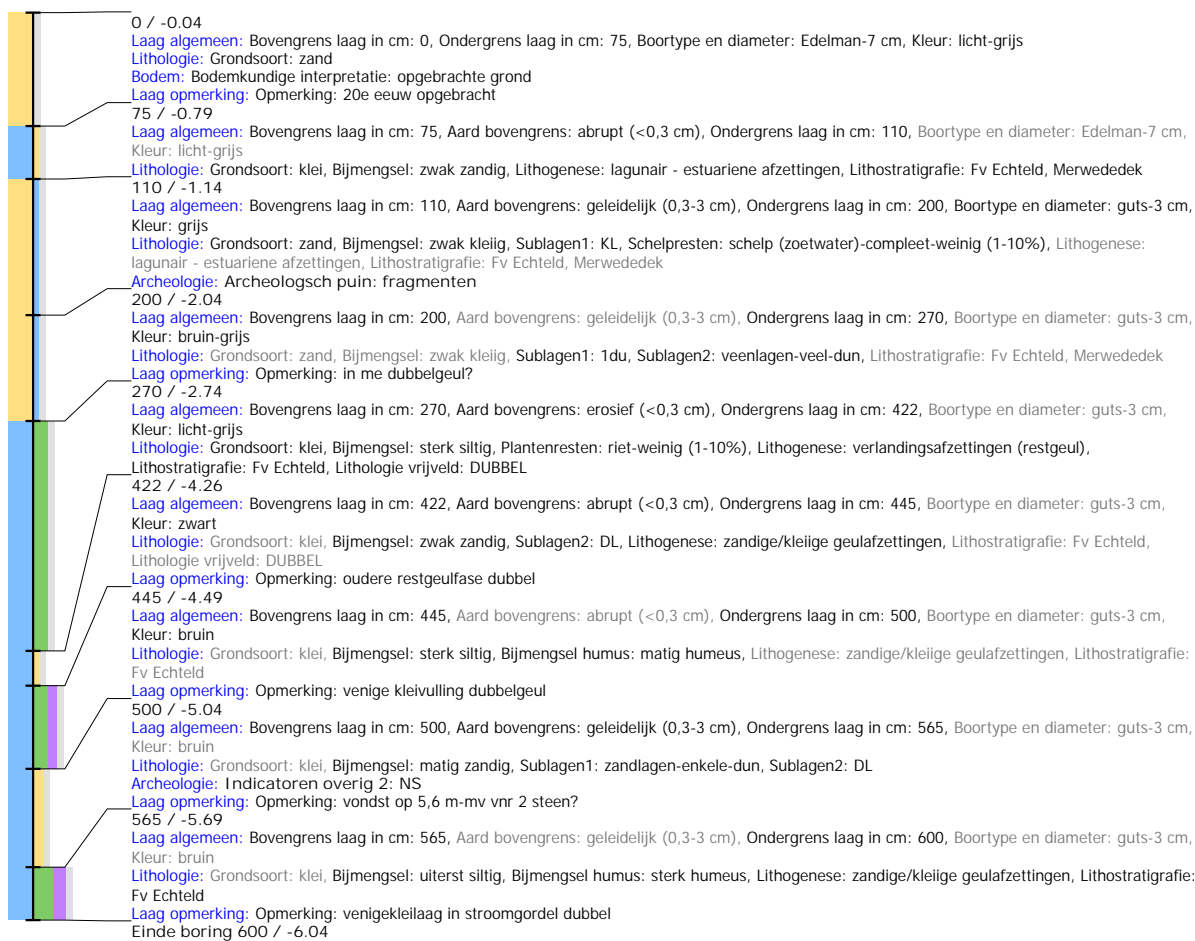 0 / -0.04
Laag algemeen: Bovengrens laag in cm: 0, Ondergrens laag in cm: 75, Boortype en diameter: Edelman-7 cm, Kleur: licht-grijs
Lithologie: Grondsoort: zand
Bodem: Bodemkundige interpretatie: opgebrachte grond
Laag opmerking: Opmerking: 20e eeuw opgebracht
75 / -0.79
Laag algemeen: Bovengrens laag in cm: 75, Aard bovengrens: abrupt (<0,3 cm), Ondergrens laag in cm: 110, Boortype en diameter: Edelman-7 cm,
Kleur: licht-grijs
Lithologie: Grondsoort: klei, Bijmengsel: zwak zandig, Lithogenese: lagunair - estuariene afzettingen, Lithostratigrafie: Fv Echteld, Merwededek
110 / -1.14
Laag algemeen: Bovengrens laag in cm: 110, Aard bovengrens: geleidelijk (0,3-3 cm), Ondergrens laag in cm: 200, Boortype en diameter: guts-3 cm,
Kleur: grijs
Lithologie: Grondsoort: zand, Bijmengsel: zwak kleiig, Sublagen1: KL, Schelpresten: schelp (zoetwater)-compleet-weinig (1-10%), Lithogenese:
lagunair - estuariene afzettingen, Lithostratigrafie: Fv Echteld, Merwededek
Archeologie: Archeologsch puin: fragmenten
200 / -2.04
Laag algemeen: Bovengrens laag in cm: 200, Aard bovengrens: geleidelijk (0,3-3 cm), Ondergrens laag in cm: 270, Boortype en diameter: guts-3 cm,
Kleur: bruin-grijs
Lithologie: Grondsoort: zand, Bijmengsel: zwak kleiig, Sublagen1: 1du, Sublagen2: veenlagen-veel-dun, Lithostratigrafie: Fv Echteld, Merwededek
Laag opmerking: Opmerking: in me dubbelgeul?
270 / -2.74
Laag algemeen: Bovengrens laag in cm: 270, Aard bovengrens: erosief (<0,3 cm), Ondergrens laag in cm: 422, Boortype en diameter: guts-3 cm,
Kleur: licht-grijs
Lithologie: Grondsoort: klei, Bijmengsel: sterk siltig, Plantenresten: riet-weinig (1-10%), Lithogenese: verlandingsafzettingen (restgeul),
Lithostratigrafie: Fv Echteld, Lithologie vrijveld: DUBBEL
422 / -4.26
Laag algemeen: Bovengrens laag in cm: 422, Aard bovengrens: abrupt (<0,3 cm), Ondergrens laag in cm: 445, Boortype en diameter: guts-3 cm,
Kleur: zwart
Lithologie: Grondsoort: klei, Bijmengsel: zwak zandig, Sublagen2: DL, Lithogenese: zandige/kleiige geulafzettingen, Lithostratigrafie: Fv Echteld,
Lithologie vrijveld: DUBBEL
Laag opmerking: Opmerking: oudere restgeulfase dubbel
445 / -4.49
Laag algemeen: Bovengrens laag in cm: 445, Aard bovengrens: abrupt (<0,3 cm), Ondergrens laag in cm: 500, Boortype en diameter: guts-3 cm,
Kleur: bruin
Lithologie: Grondsoort: klei, Bijmengsel: sterk siltig, Bijmengsel humus: matig humeus, Lithogenese: zandige/kleiige geulafzettingen, Lithostratigrafie:
Fv Echteld
Laag opmerking: Opmerking: venige kleivulling dubbelgeul
500 / -5.04
Laag algemeen: Bovengrens laag in cm: 500, Aard bovengrens: geleidelijk (0,3-3 cm), Ondergrens laag in cm: 565, Boortype en diameter: guts-3 cm,
Kleur: bruin
Lithologie: Grondsoort: klei, Bijmengsel: matig zandig, Sublagen1: zandlagen-enkele-dun, Sublagen2: DL
Archeologie: Indicatoren overig 2: NS
Laag opmerking: Opmerking: vondst op 5,6 m-mv vnr 2 steen?
565 / -5.69
Laag algemeen: Bovengrens laag in cm: 565, Aard bovengrens: geleidelijk (0,3-3 cm), Ondergrens laag in cm: 600, Boortype en diameter: guts-3 cm,
Kleur: bruin
Lithologie: Grondsoort: klei, Bijmengsel: uiterst siltig, Bijmengsel humus: sterk humeus, Lithogenese: zandige/kleiige geulafzettingen, Lithostratigrafie:
Fv Echteld
Laag opmerking: Opmerking: venigekleilaag in stroomgordel dubbel
Einde boring 600 / -6.04